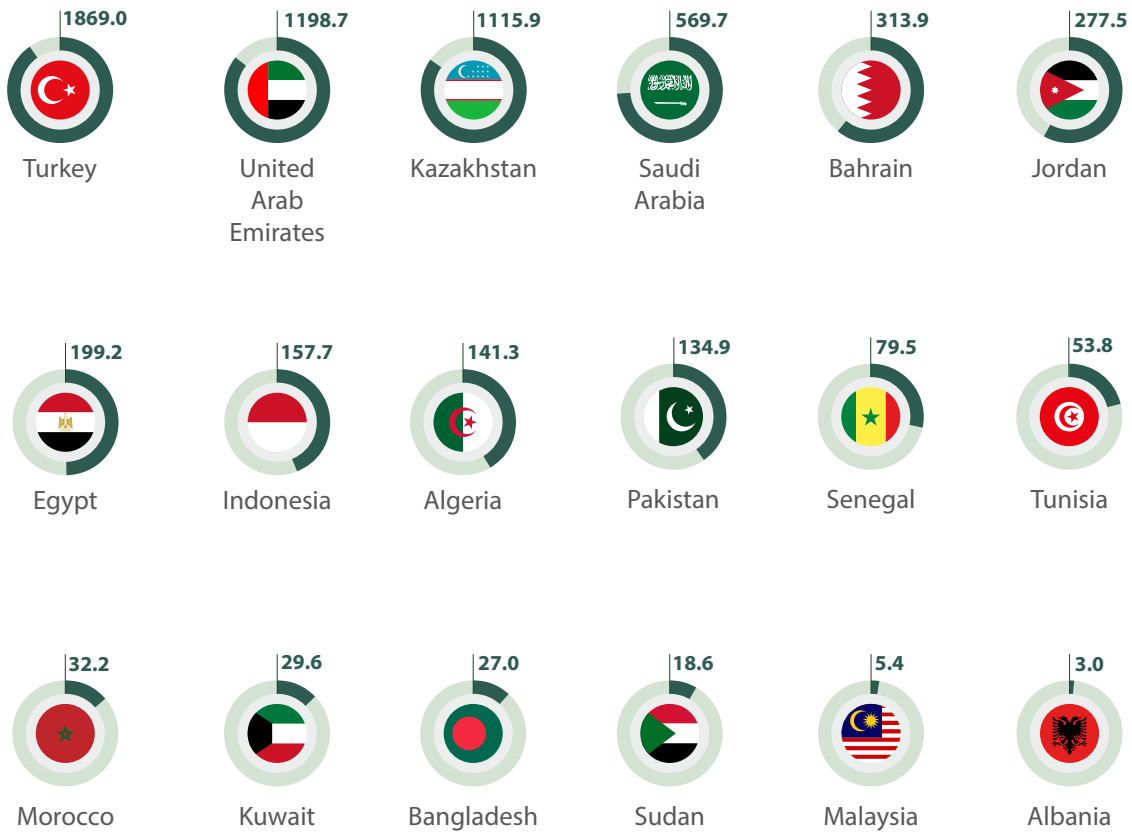 1869.0
1198.7
1115.9
569.7
313.9
277.5
Turkey
United
Arab
Emirates
Kazakhstan
Saudi
Arabia
Bahrain
Jordan
199.2
157.7
141.3
134.9
79.5
53.8
Egypt
Indonesia
Algeria
Pakistan
Senegal
Tunisia
32.2
29.6
27.0
18.6
5.4
3.0
Morocco
Kuwait
Bangladesh
Sudan
Malaysia
Albania